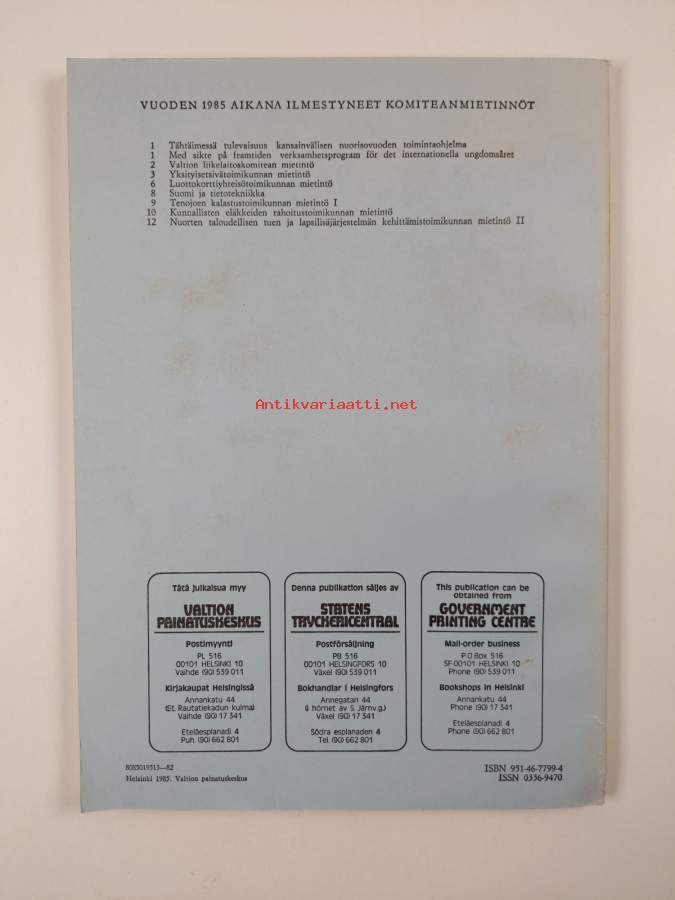 VUODEN 1985 AIKANA ILMESTYNEET KOMITEANMIETINNÖT
1 Tähtäimessä tulevaisuus kansainvälisen nuorisovuoden toimintaohjelma
1 Med sikte på framtiden verksamhetsprogram för det internationella ungdomsåret
2 Valtion liikelaitoskomitean mietintö
3 Yksityisetsivätoimikunnan mietintö
6 Luottokorttiyhteisötoimikunnan mietintö
8 Suomi ja tietotekniikka
9 Tenojoen kalastustoimikunnan mietintö I
10 Kunnallisten eläkkeiden rahoitustoimikunnan mietintö
12 Nuorten taloudellisen tuen ja lapsilisäjärjestelmän kehittämistoimikunnan mietintö II
Antikvariaatti.net
Tätä julkaisua myy
VALTION
PAINATUSKESKUS
Postimyynti
PL 516
00101 HELSINKI 10
Vaihde (90) 539 011
Kirjakaupat Helsingissä
Annankatu 44
(Et. Rautatiekadun kulma)
Vaihde (90) 17 341
Eteläesplanadi 4
Puh. (90) 662 801
Denna publikation säljes av
STATENS
TRYCKERICENTRAL
Postförsäljning
PB 516
00101 HELSINGFORS 10
Växel (90) 539 011
Bokhandlar i Helsingfors
Annegatan 44
(i hörnet av S. Järnv.g.)
Växel (90) 17 341
Södra esplanaden 4
Tel. (90) 662 801
This publication can be
obtained from
GOVERNMENT
PRINTING CENTRE
Mail-order business
P.O.Box 516
SF-00101 HELSINKI 10
Phone (90) 539 011
Bookshops in Helsinki
Annankatu 44
Phone (90) 17 341
Eteläesplanadi 4
Phone (90) 662 801
8085019513—82
Helsinki 1985. Valtion painatuskeskus
ISBN 951-46-7799-4
ISSN 0356-9470